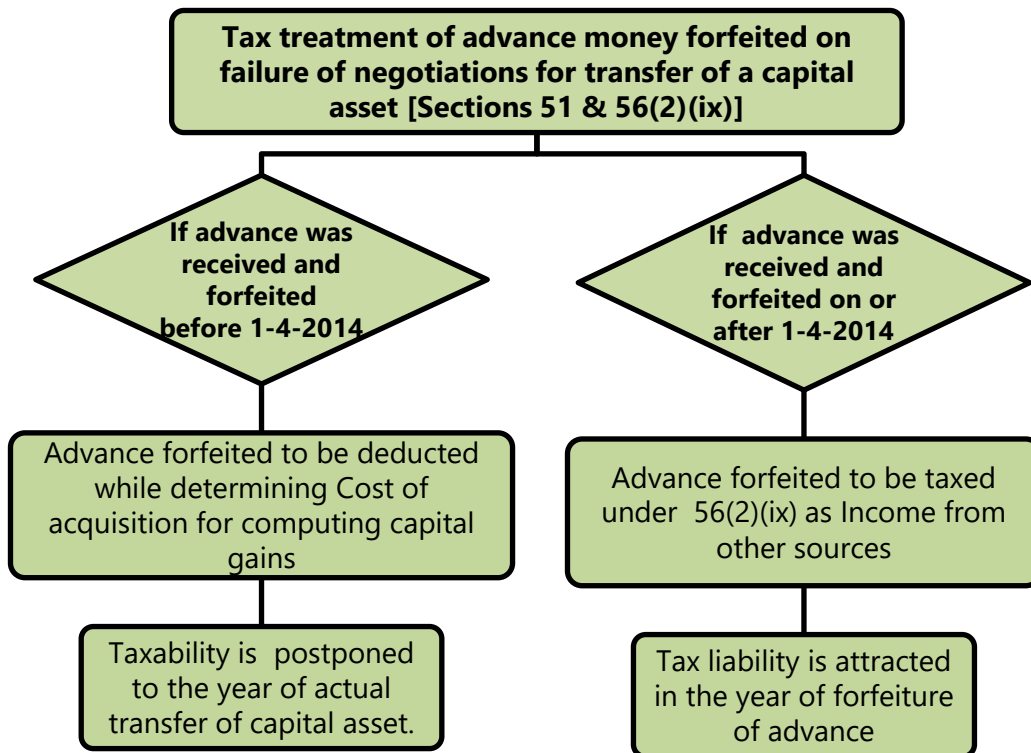 Tax treatment of advance money forfeited on
failure of negotiations for transfer of a capital
asset [Sections 51 & 56(2)(ix)]
If advance was
received and
forfeited
before 1-4-2014
If advance was
received and
forfeited on or
after 1-4-2014
Advance forfeited to be deducted
while determining Cost of
acquisition for computing capital
gains
Advance forfeited to be taxed
under 56(2)(ix) as Income from
other sources
Taxability is postponed
to the year of actual
transfer of capital asset.
Tax liability is attracted
in the year of forfeiture
of advance